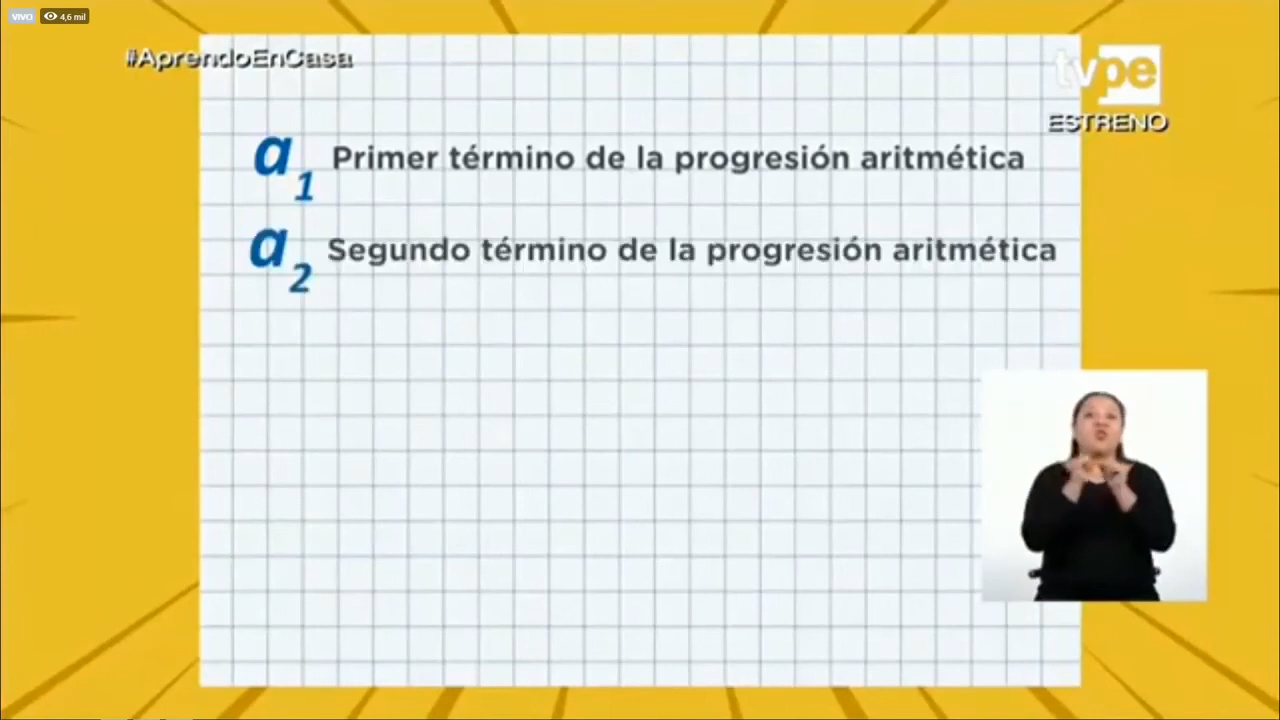 VIVO 4,6 mil
#AprendoEnCasa
tvpe
ESTRENO
a1 Primer término de la progresión aritmética
a2 Segundo término de la progresión aritmética